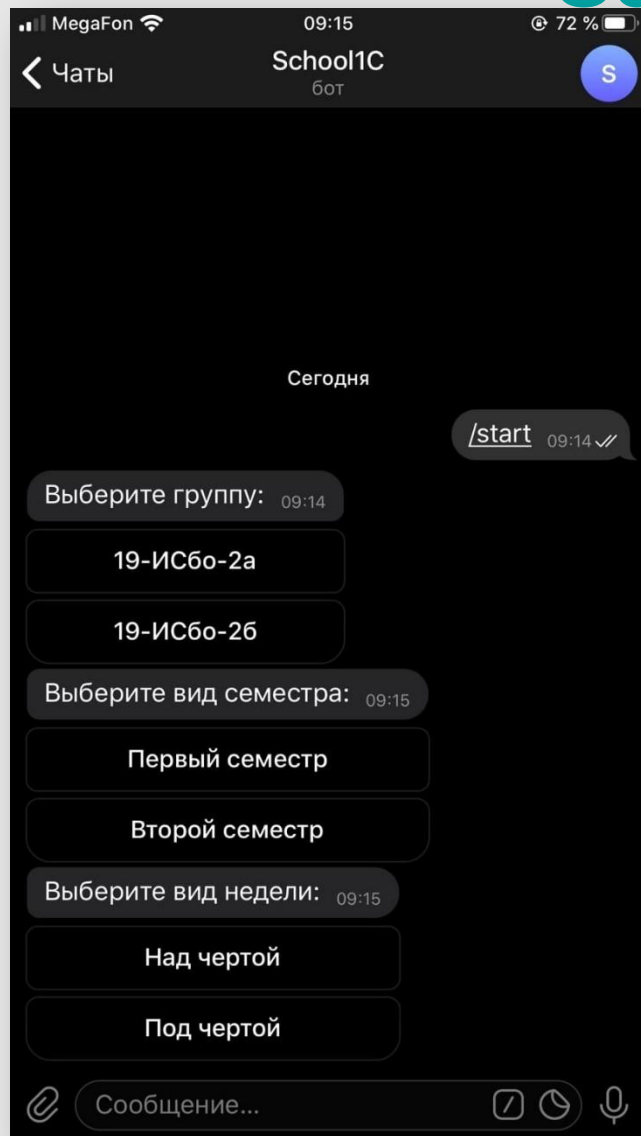 MegaFon 09:15 72 %
Чаты
School1C
бот
S
Сегодня
/start 09:14
Выберите группу: 09:14
19-ИСбо-2а
19-ИСбо-2б
Выберите вид семестра: 09:15
Первый семестр
Второй семестр
Выберите вид недели: 09:15
Над чертой
Под чертой
Сообщение...